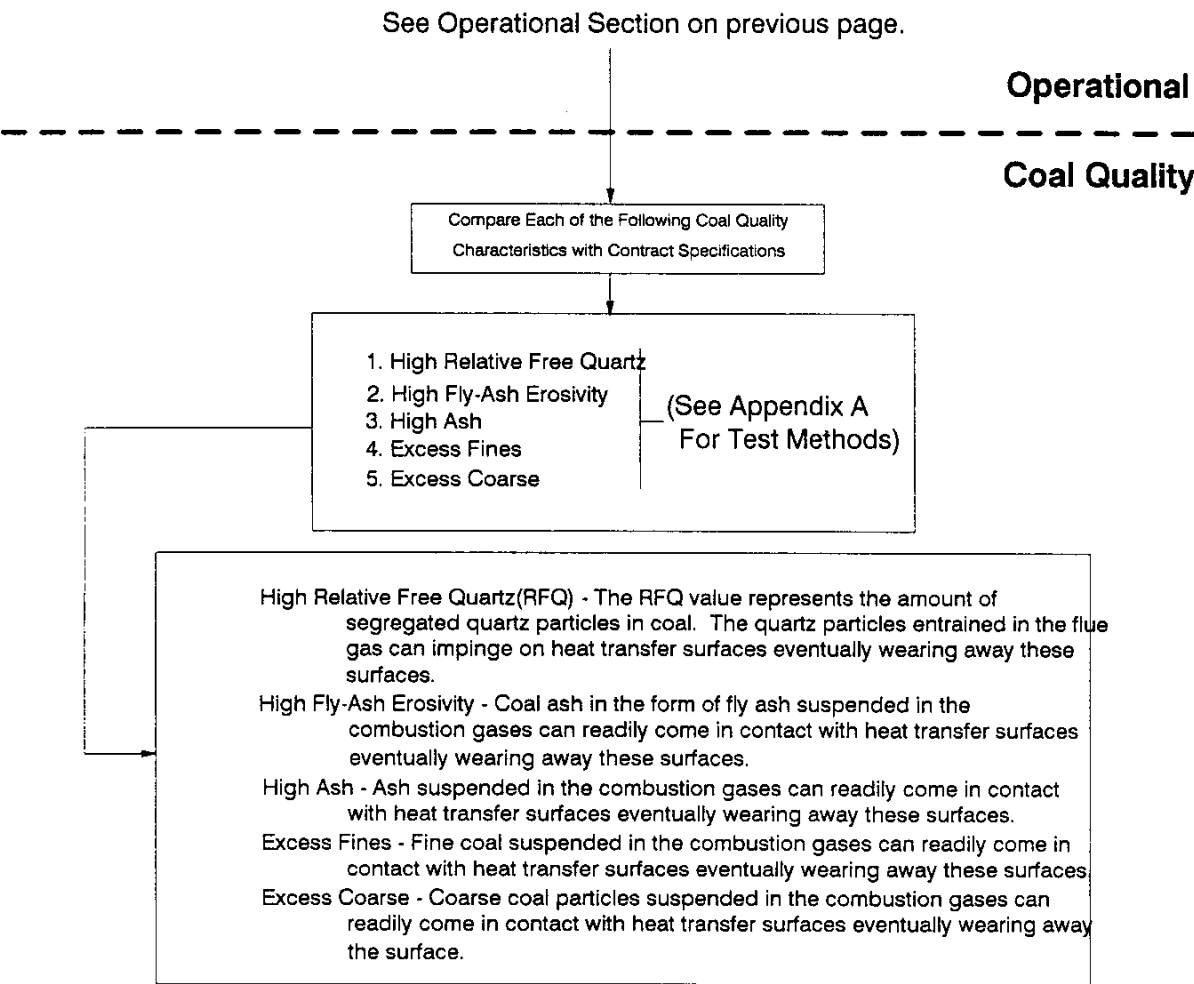 See Operational Section on previous page.
Operational
Coal Quality
Compare Each of the Following Coal Quality
Characteristics with Contract Specifications
1. High Relative Free Quartz
2. High Fly-Ash Erosivity
3. High Ash
4. Excess Fines
5. Excess Coarse
(See Appendix A
For Test Methods)
High Relative Free Quartz(RFQ) - The RFQ value represents the amount of
segregated quartz particles in coal. The quartz particles entrained in the flue
gas can impinge on heat transfer surfaces eventually wearing away these
surfaces.
High Fly-Ash Erosivity - Coal ash in the form of fly ash suspended in the
combustion gases can readily come in contact with heat transfer surfaces
eventually wearing away these surfaces.
High Ash - Ash suspended in the combustion gases can readily come in contact
with heat transfer surfaces eventually wearing away these surfaces.
Excess Fines - Fine coal suspended in the combustion gases can readily come in
contact with heat transfer surfaces eventually wearing away these surfaces.
Excess Coarse - Coarse coal particles suspended in the combustion gases can
readily come in contact with heat transfer surfaces eventually wearing away
the surface.